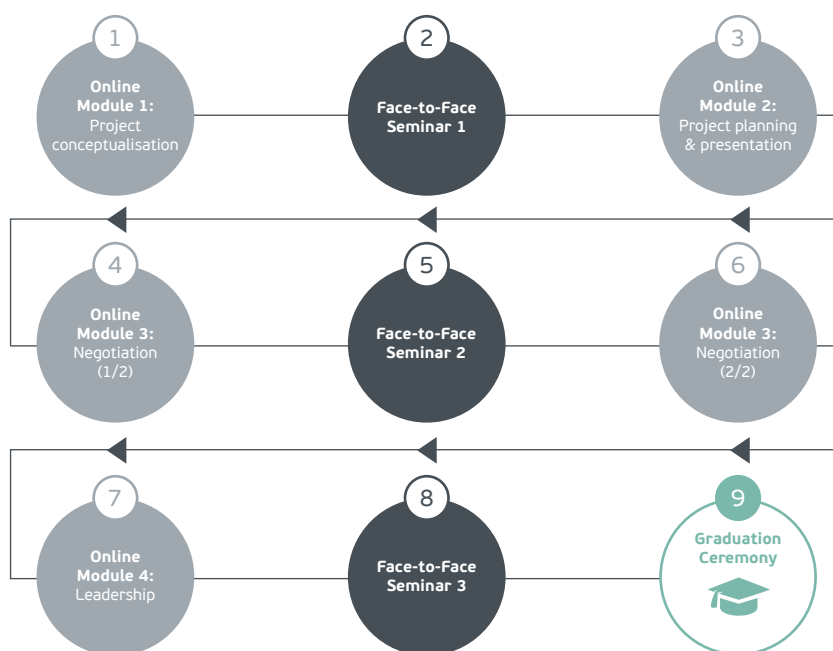 1
Online
Module 1:
Project
conceptualisation
2
Face-to-Face
Seminar 1
3
Online
Module 2:
Project planning
& presentation
4
Online
Module 3:
Negotiation
(1/2)
5
Face-to-Face
Seminar 2
6
Online
Module 3:
Negotiation
(2/2)
7
Online
Module 4:
Leadership
8
Face-to-Face
Seminar 3
9
Graduation
Ceremony